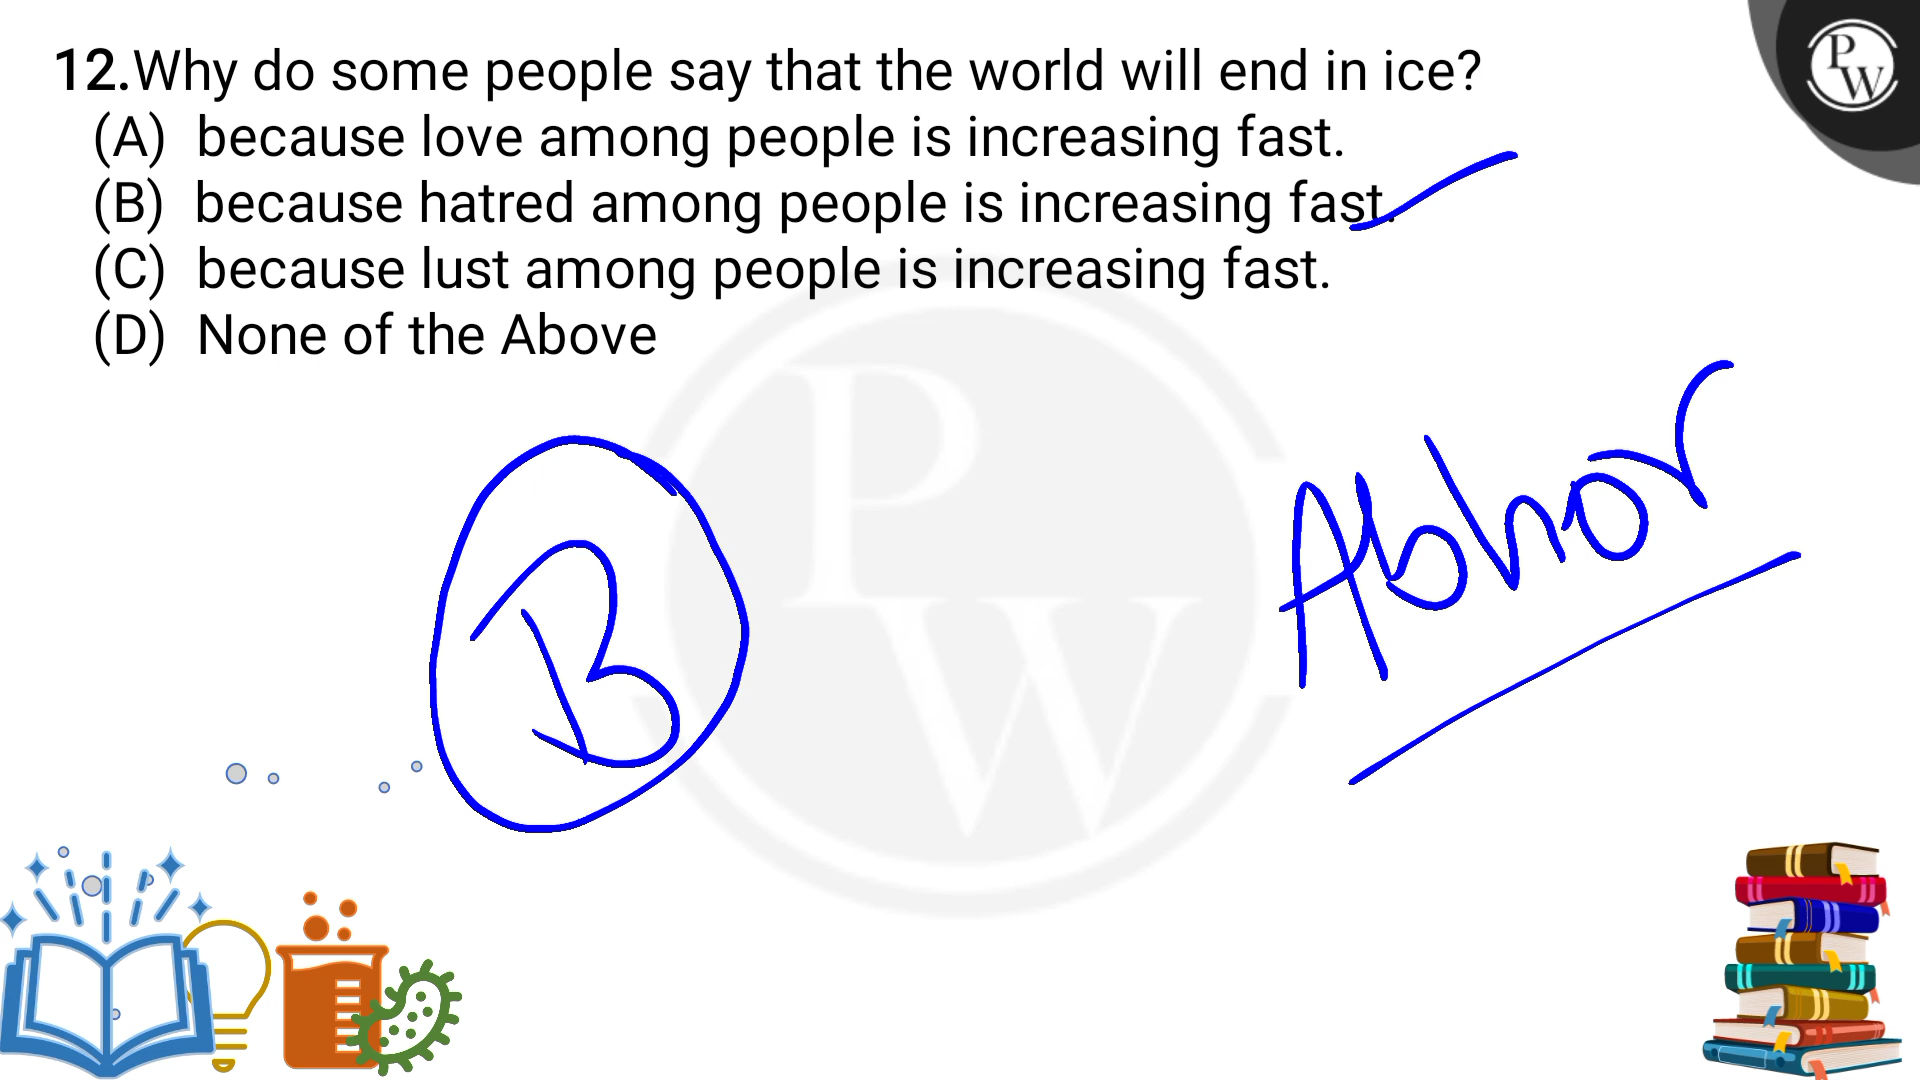 12.Why do some people say that the world will end in ice?
(A) because love among people is increasing fast.
(B) because hatred among people is increasing fast.
(C) because lust among people is increasing fast.
(D) None of the Above
B
Abhor
PW
PW